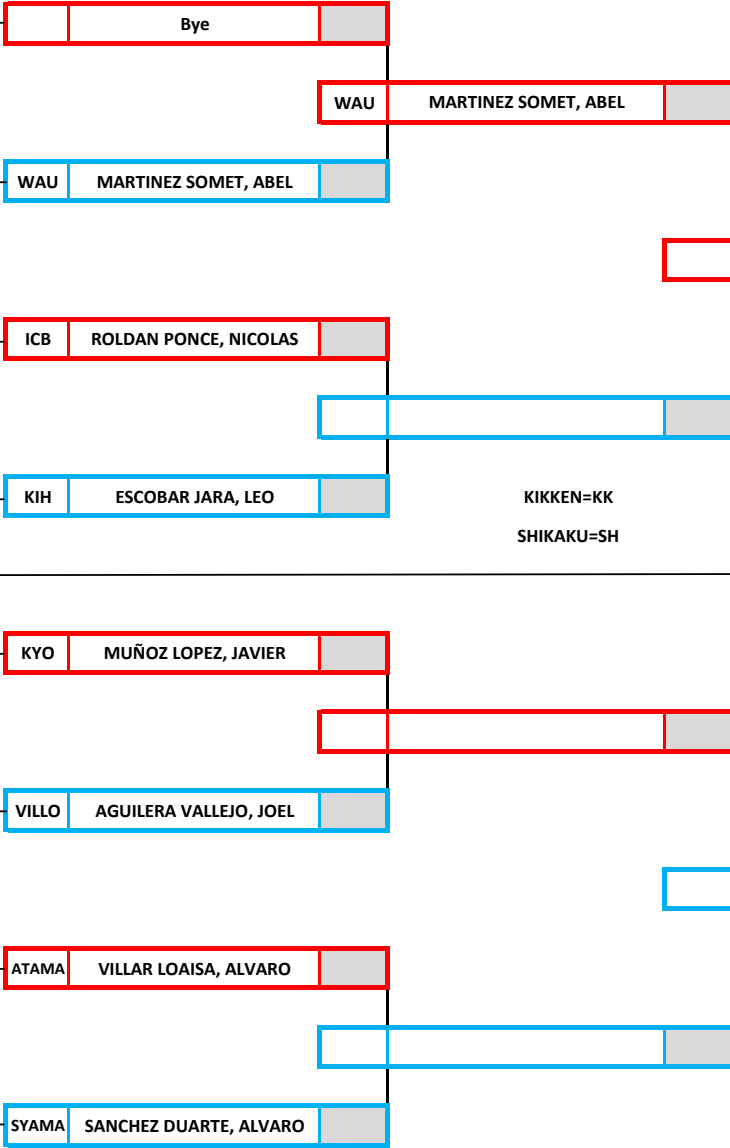 Bye
WAU MARTINEZ SOMET, ABEL
WAU MARTINEZ SOMET, ABEL
ICB ROLDAN PONCE, NICOLAS
KIH ESCOBAR JARA, LEO
KIKKEN=KK
SHIKAKU=SH
KYO MUÑOZ LOPEZ, JAVIER
VILLO AGUILERA VALLEJO, JOEL
ATAMA VILLAR LOAISA, ALVARO
SYAMA SANCHEZ DUARTE, ALVARO